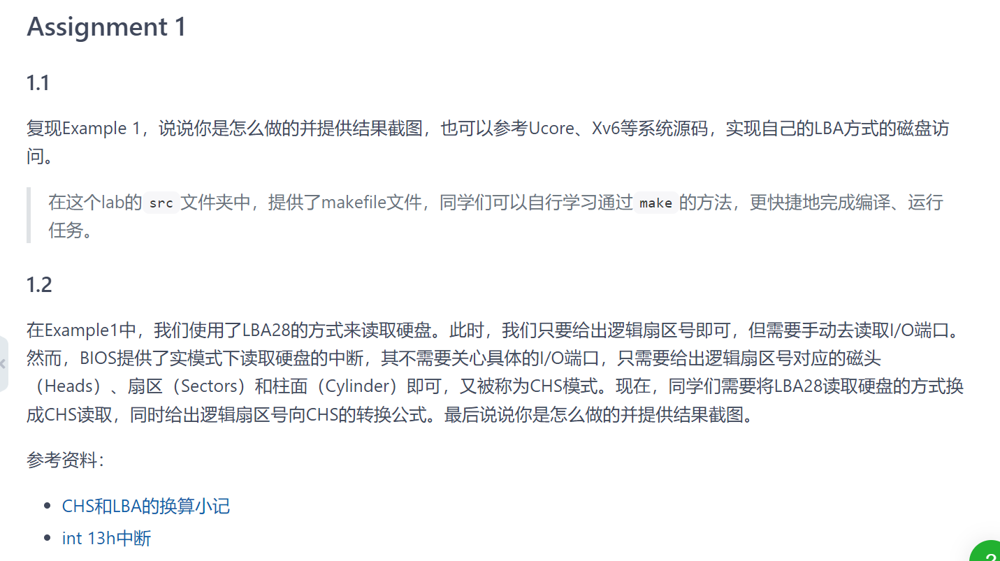 Assignment 1
1.1
复现Example 1，说说你是怎么做的并提供结果截图，也可以参考Ucore、Xv6等系统源码，实现自己的LBA方式的磁盘访
问。
在这个lab的 src 文件夹中，提供了makefile文件，同学们可以自行学习通过 make 的方法，更快捷地完成编译、运行
任务。
1.2
在Example1中，我们使用了LBA28的方式来读取硬盘。此时，我们只要给出逻辑扇区号即可，但需要手动去读取I/O端口。
然而，BIOS提供了实模式下读取硬盘的中断，其不需要关心具体的I/O端口，只需要给出逻辑扇区号对应的磁头
（Heads）、扇区（Sectors）和柱面（Cylinder）即可，又被称为CHS模式。现在，同学们需要将LBA28读取硬盘的方式换
成CHS读取，同时给出逻辑扇区号向CHS的转换公式。最后说说你是怎么做的并提供结果截图。
参考资料：
• CHS和LBA的换算小记
• int 13h中断